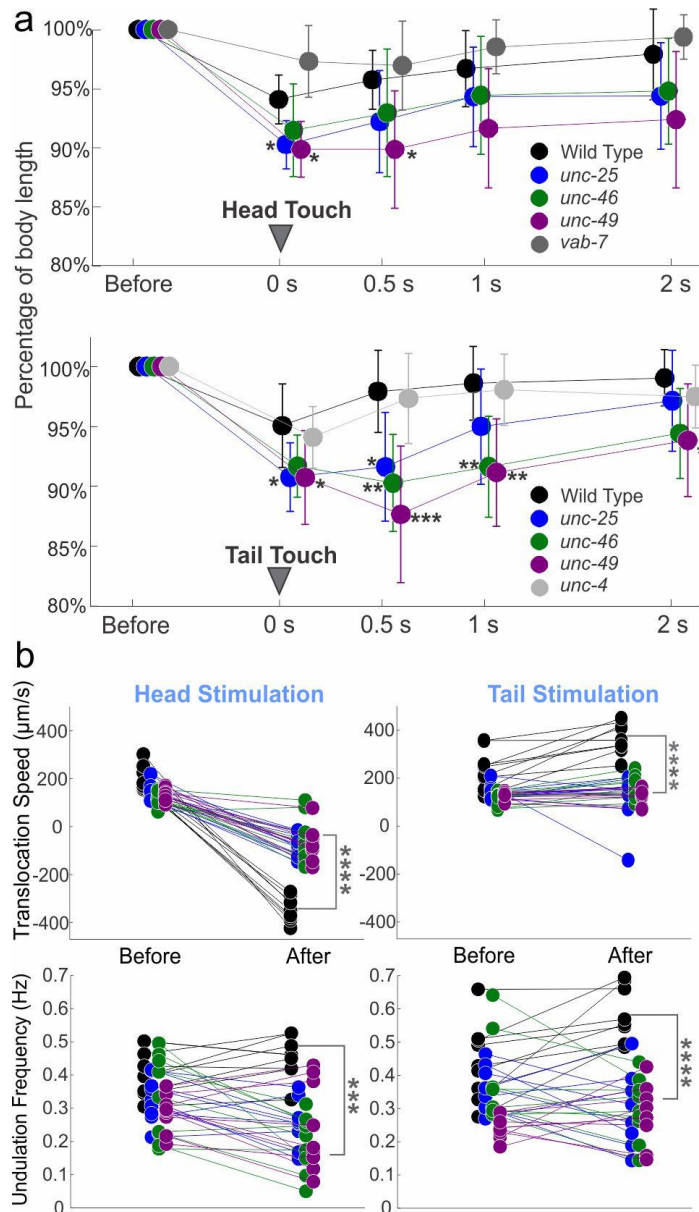 a
Percentage of body length
100%
95%
90%
85%
80%
*
*
*
Head Touch
Wild Type
unc-25
unc-46
unc-49
vab-7
Before
0 s
0.5 s
1 s
2 s
100%
95%
90%
85%
80%
*
*
*
**
***
**
**
*
Tail Touch
Wild Type
unc-25
unc-46
unc-49
unc-4
Before
0 s
0.5 s
1 s
2 s
b
Head Stimulation
Tail Stimulation
Translocation Speed (µm/s)
400
200
0
-200
-400
****
400
200
0
-200
-400
****
Before
After
Before
After
Undulation Frequency (Hz)
0.7
0.6
0.5
0.4
0.3
0.2
0.1
0
***
0.7
0.6
0.5
0.4
0.3
0.2
0.1
0
****